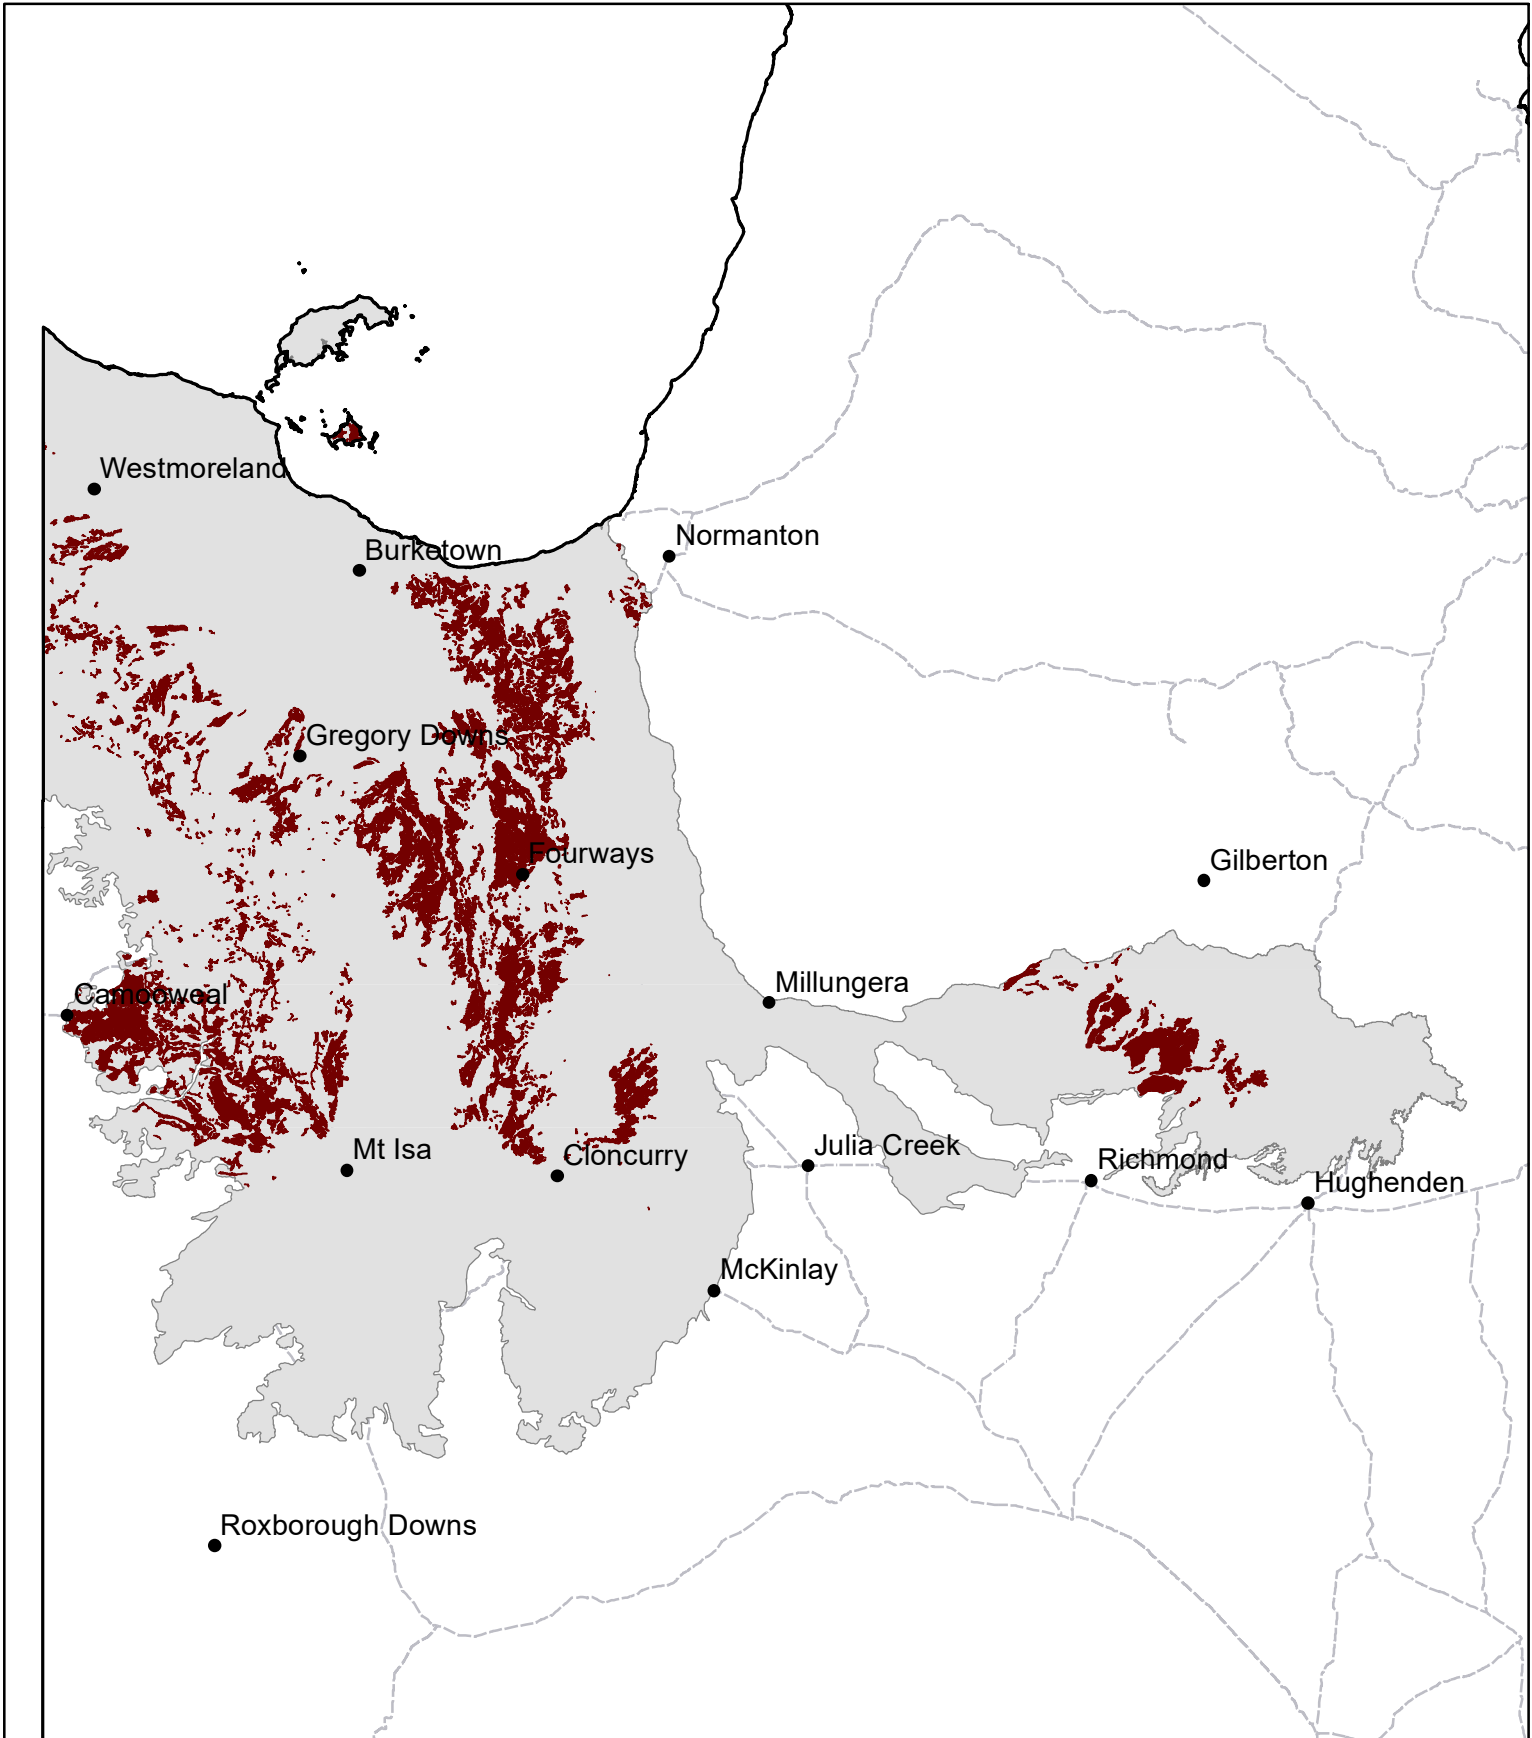 Westmoreland
Normanton
Burketown
Gregory Downs
Fourways
Gilberton
Camooweal
Millungera
Mt Isa
Cloncurry
Julia Creek
Richmond
Hughenden
McKinlay
Roxborough Downs